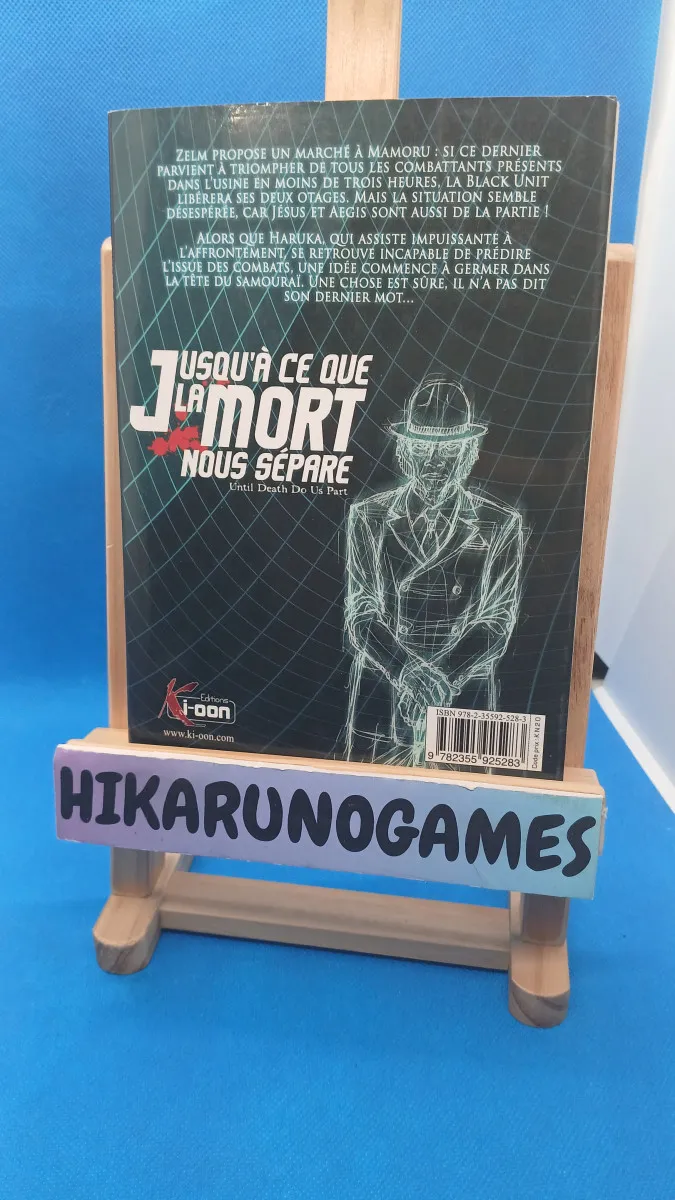 ZELM PROPOSE UN MARCHÉ À MAMORU : SI CE DERNIER
PARVIENT À TRIOMPHER DE TOUS LES COMBATTANTS PRÉSENTS
DANS L'USINE EN MOINS DE TROIS HEURES, LA BLACK UNIT
LIBÉRERA SES DEUX OTAGES. MAIS LA SITUATION SEMBLE
DÉSESPÉRÉE, CAR JÉSUS ET AEGIS SONT AUSSI DE LA PARTIE !
ALORS QUE HARUKA, QUI ASSISTE IMPUISSANTE À
L'AFFRONTEMENT, SE RETROUVE INCAPABLE DE PRÉDIRE
L'ISSUE DES COMBATS, UNE IDÉE COMMENCE À GERMER DANS
LA TÊTE DU SAMOURAÏ. UNE CHOSE EST SÛRE, IL N'A PAS DIT
SON DERNIER MOT...
JUSQU'À CE QUE
LA MORT
NOUS SÉPARE
Until Death Do Us Part
Editions
Ki-oon
www.ki-oon.com
ISBN 978-2-35592-528-3
9 782355 925283
Code prix : KN20
HIKARUNOGAMES